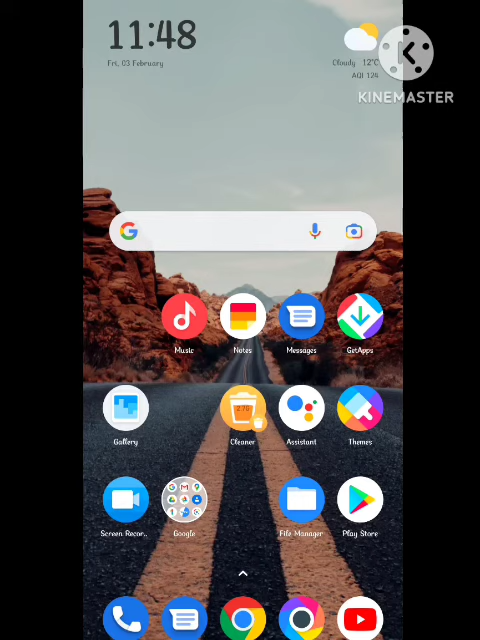 11:48
Fri, 03 February
Cloudy 12°C
AQI 124
KINEMASTER
Music
Notes
Messages
GetApps
Gallery
Cleaner
Assistant
Themes
Screen Recor..
Google
File Manager
Play Store